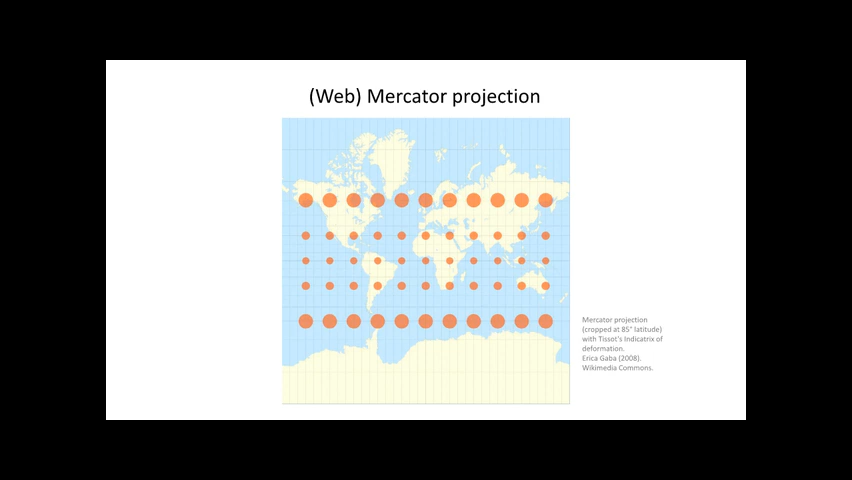 (Web) Mercator projection
Mercator projection
(cropped at 85° latitude)
with Tissot's Indicatrix of
deformation.
Erica Gaba (2008).
Wikimedia Commons.